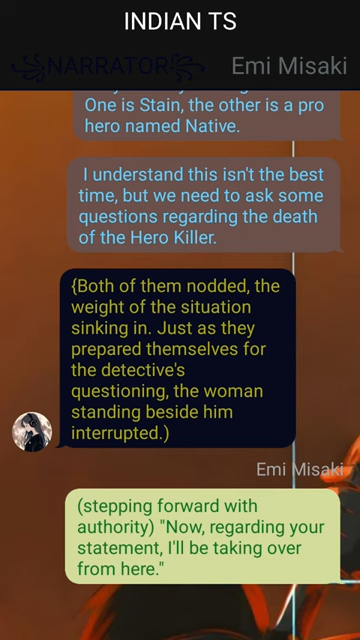 INDIAN TS
꧁NARRATOR꧂
Emi Misaki
One is Stain, the other is a pro
hero named Native.
I understand this isn't the best
time, but we need to ask some
questions regarding the death
of the Hero Killer.
{Both of them nodded, the
weight of the situation
sinking in. Just as they
prepared themselves for
the detective's
questioning, the woman
standing beside him
interrupted.)
Emi Misaki
(stepping forward with
authority) "Now, regarding your
statement, I'll be taking over
from here."